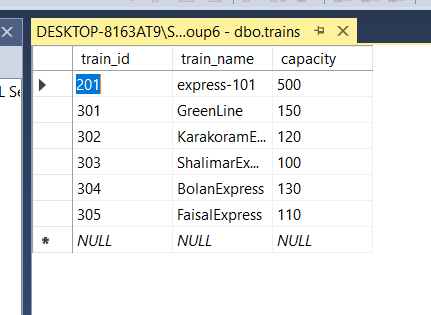 DESKTOP-8163AT9\S...oup6 - dbo.trains
L Se
train_id train_name capacity
201 express-101 500
301 GreenLine 150
302 KarakoramE... 120
303 ShalimarEx... 100
304 BolanExpress 130
305 FaisalExpress 110
NULL NULL NULL